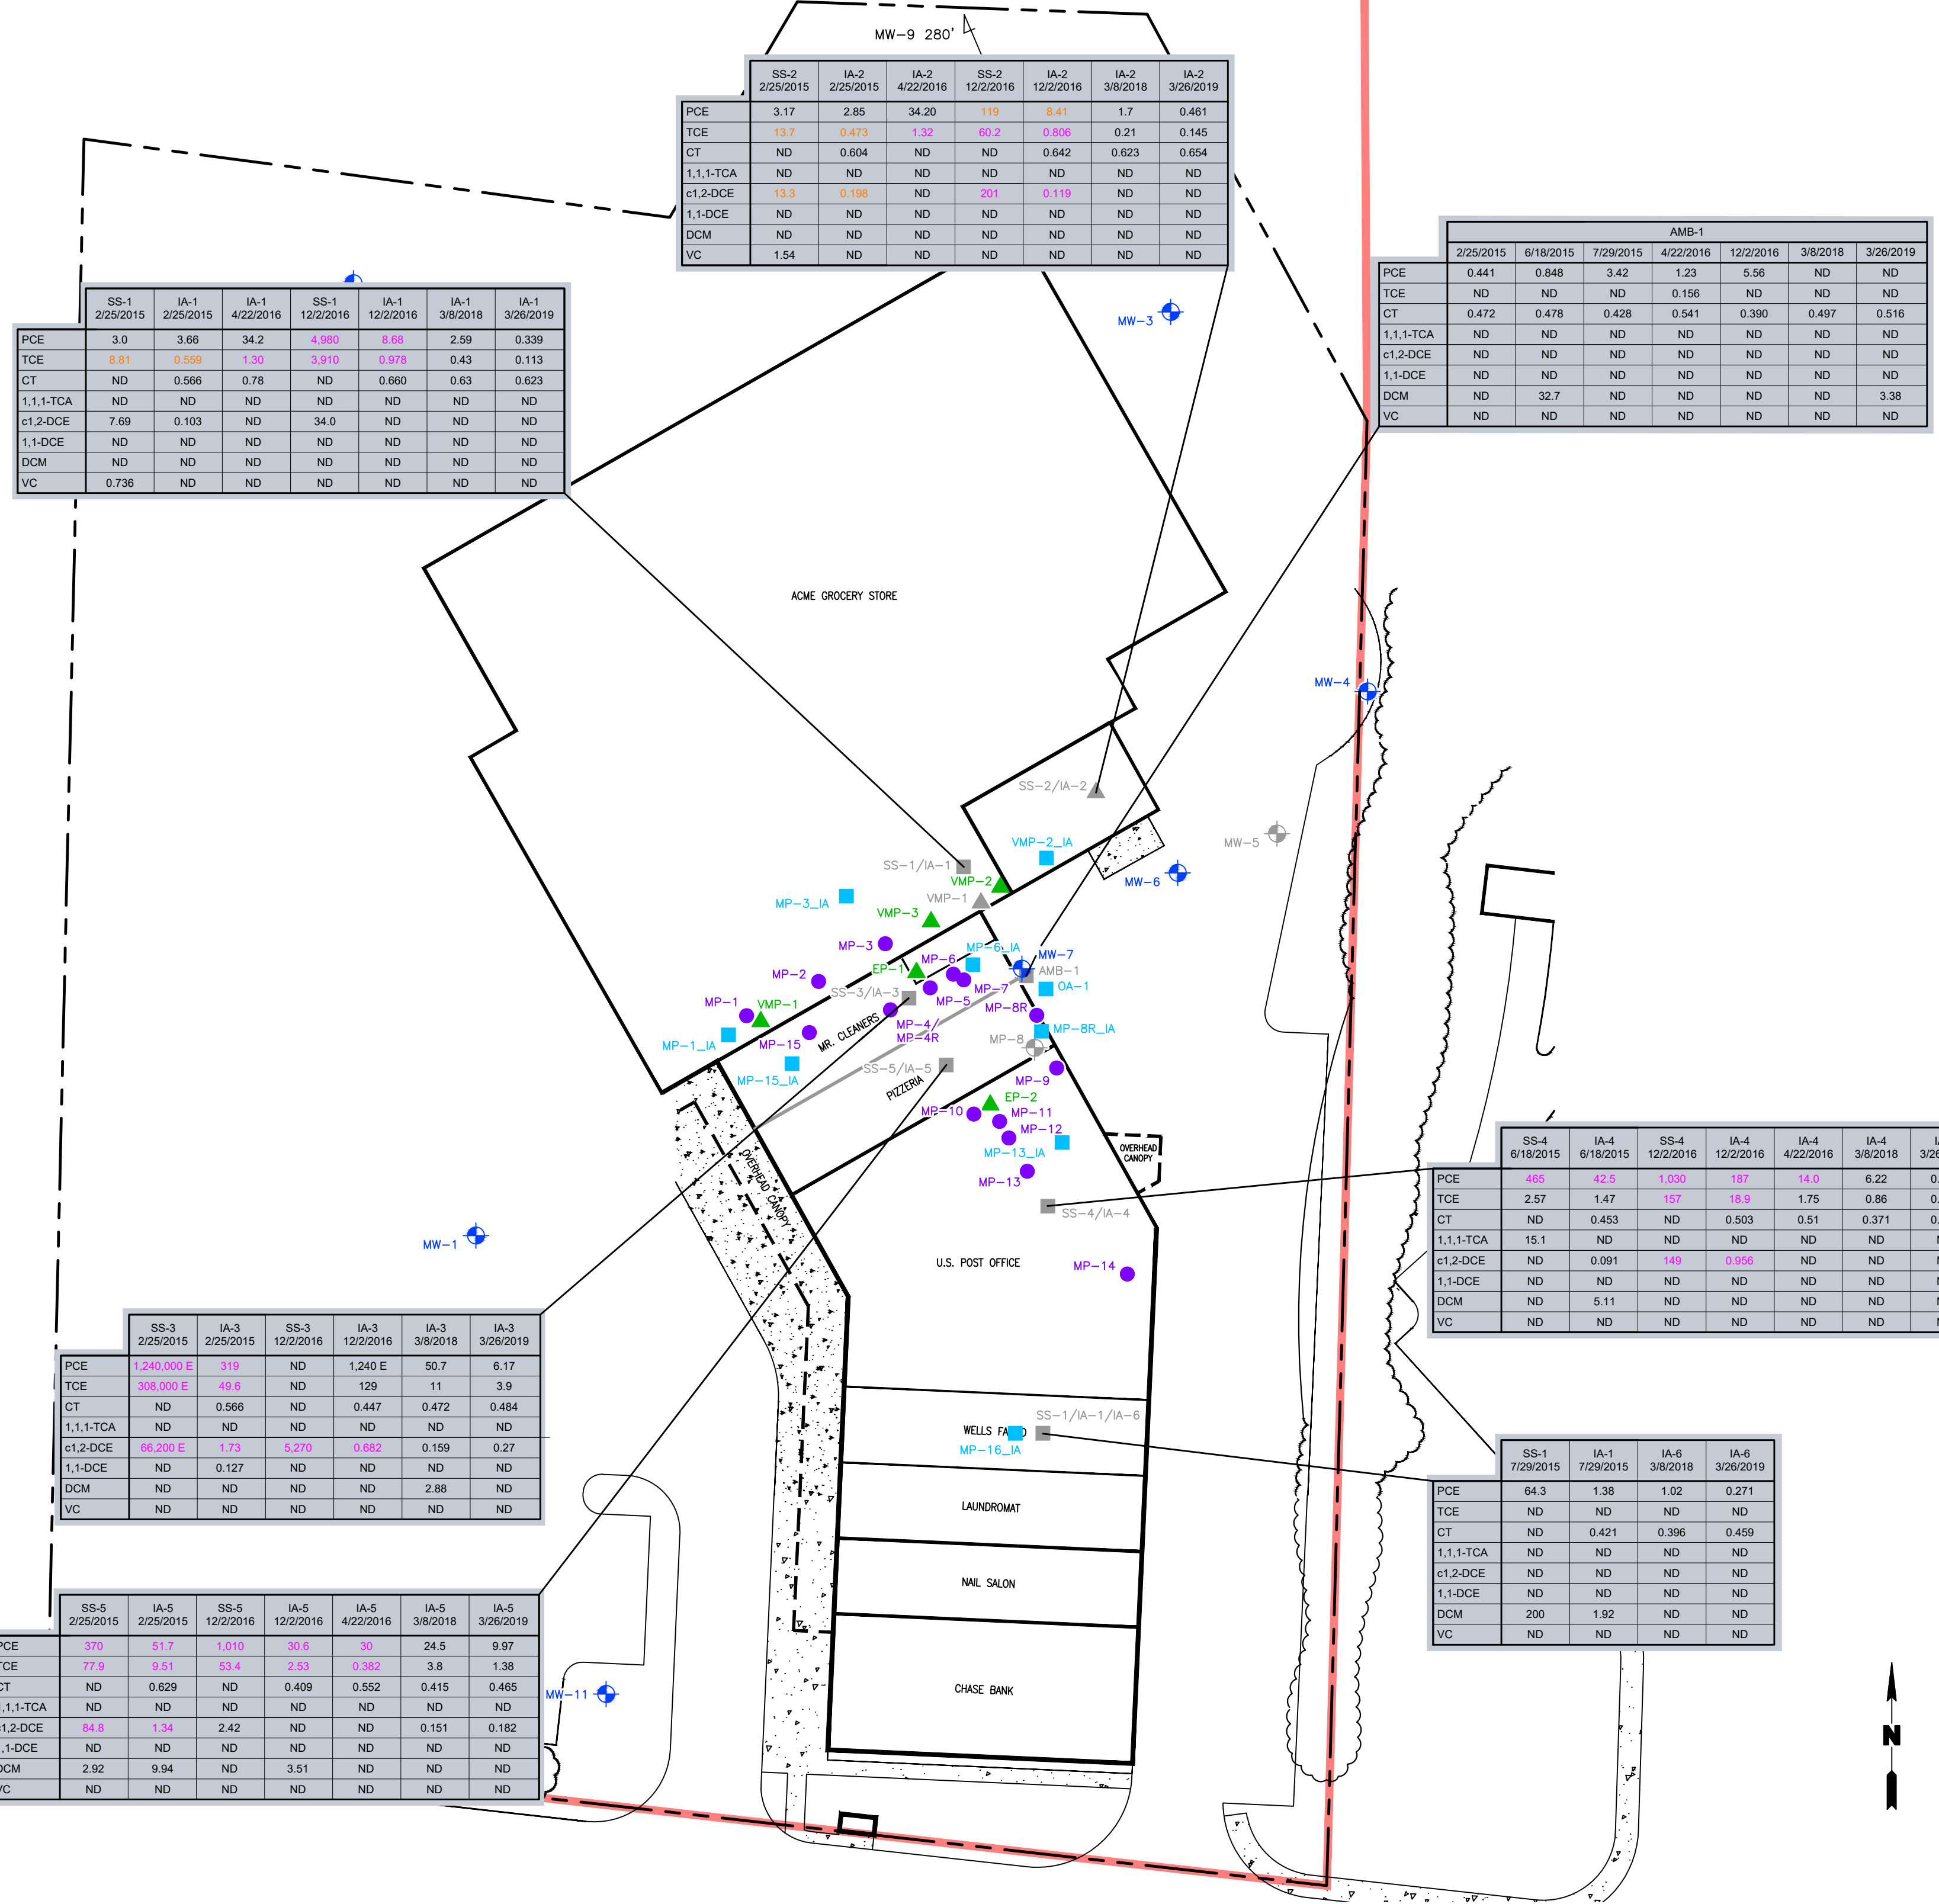 MW-9 280'
SS-2 IA-2 IA-2 SS-2 IA-2 IA-2 IA-2
2/25/2015 2/25/2015 4/22/2016 12/2/2016 12/2/2016 3/8/2018 3/26/2019
PCE 3.17 2.85 34.20 119 8.41 1.7 0.461
TCE 13.7 0.473 1.32 60.2 0.806 0.21 0.145
CT ND 0.604 ND ND 0.642 0.623 0.654
1,1,1-TCA ND ND ND ND ND ND ND
c1,2-DCE 13.3 0.198 ND 201 0.119 ND ND
1,1-DCE ND ND ND ND ND ND ND
DCM ND ND ND ND ND ND ND
VC 1.54 ND ND ND ND ND ND
AMB-1
2/25/2015 6/18/2015 7/29/2015 4/22/2016 12/2/2016 3/8/2018 3/26/2019
PCE 0.441 0.848 3.42 1.23 5.56 ND ND
TCE ND ND ND 0.156 ND ND ND
CT 0.472 0.478 0.428 0.541 0.390 0.497 0.516
1,1,1-TCA ND ND ND ND ND ND ND
c1,2-DCE ND ND ND ND ND ND ND
1,1-DCE ND ND ND ND ND ND ND
DCM ND 32.7 ND ND ND ND 3.38
VC ND ND ND ND ND ND ND
SS-1 IA-1 IA-1 SS-1 IA-1 IA-1 IA-1
2/25/2015 2/25/2015 4/22/2016 12/2/2016 12/2/2016 3/8/2018 3/26/2019
PCE 3.0 3.66 34.2 4,980 8.68 2.59 0.339
TCE 8.81 0.559 1.30 3,910 0.978 0.43 0.113
CT ND 0.566 0.78 ND 0.660 0.63 0.623
1,1,1-TCA ND ND ND ND ND ND ND
c1,2-DCE 7.69 0.103 ND 34.0 ND ND ND
1,1-DCE ND ND ND ND ND ND ND
DCM ND ND ND ND ND ND ND
VC 0.736 ND ND ND ND ND ND
MW-3
ACME GROCERY STORE
MW-4
SS-2/IA-2
MW-5
VMP-2_IA
SS-1/IA-1
VMP-2
MW-6
MP-3_IA
VMP-1
VMP-3
MP-3
MP-6_IA
MW-7
MP-6
EP-1
AMB-1
MP-2
MP-7
OA-1
SS-3/IA-3
MP-5
MP-1
VMP-1
MP-8R
MP-4/
MP-4R
MR. CLEANERS
MP-8R_IA
MP-15
MP-1_IA
MP-8
SS-5/IA-5
MP-15_IA
MP-9
PIZZERIA
EP-2
MP-10
MP-11
MP-12
MP-13_IA
OVERHEAD
CANOPY
OVERHEAD CANOPY
MP-13
SS-4/IA-4
MW-1
U.S. POST OFFICE
MP-14
SS-4 IA-4 SS-4 IA-4 IA-4 IA-4
6/18/2015 6/18/2015 12/2/2016 12/2/2016 4/22/2016 3/8/2018
PCE 465 42.5 1,030 187 14.0 6.22
TCE 2.57 1.47 157 18.9 1.75 0.86
CT ND 0.453 ND 0.503 0.51 0.371
1,1,1-TCA 15.1 ND ND ND ND ND
c1,2-DCE ND 0.091 149 0.956 ND ND
1,1-DCE ND ND ND ND ND ND
DCM ND 5.11 ND ND ND ND
VC ND ND ND ND ND ND
SS-3 IA-3 SS-3 IA-3 IA-3 IA-3
2/25/2015 2/25/2015 12/2/2016 12/2/2016 3/8/2018 3/26/2019
PCE 1,240,000 E 319 ND 1,240 E 50.7 6.17
TCE 308,000 E 49.6 ND 129 11 3.9
CT ND 0.566 ND 0.447 0.472 0.484
1,1,1-TCA ND ND ND ND ND ND
c1,2-DCE 66,200 E 1.73 5,270 0.682 0.159 0.27
1,1-DCE ND 0.127 ND ND ND ND
DCM ND ND ND ND 2.88 ND
VC ND ND ND ND ND ND
SS-1/IA-1/IA-6
WELLS
MP-16_IA
LAUNDROMAT
NAIL SALON
CHASE BANK
SS-1 IA-1 IA-6 IA-6
7/29/2015 7/29/2015 3/8/2018 3/26/2019
PCE 64.3 1.38 1.02 0.271
TCE ND ND ND ND
CT ND 0.421 0.396 0.459
1,1,1-TCA ND ND ND ND
c1,2-DCE ND ND ND ND
1,1-DCE ND ND ND ND
DCM 200 1.92 ND ND
VC ND ND ND ND
SS-5 IA-5 SS-5 IA-5 IA-5 IA-5 IA-5
2/25/2015 2/25/2015 12/2/2016 12/2/2016 4/22/2016 3/8/2018 3/26/2019
PCE 370 51.7 1,010 30.6 30 24.5 9.97
TCE 77.9 9.51 53.4 2.53 0.382 3.8 1.38
CT ND 0.629 ND 0.409 0.552 0.415 0.465
1,1,1-TCA ND ND ND ND ND ND ND
c1,2-DCE 84.8 1.34 2.42 ND ND 0.151 0.182
1,1-DCE ND ND ND ND ND ND ND
DCM 2.92 9.94 ND 3.51 ND ND ND
VC ND ND ND ND ND ND ND
MW-11
N